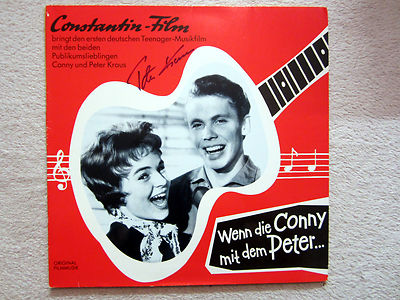 Constantin-Film
bringt den ersten deutschen Teenager-Musikfilm
mit den beiden
Publikumslieblingen
Conny und Peter Kraus
Wenn die Conny
mit dem Peter...
ORIGINAL
FILMMUSIK